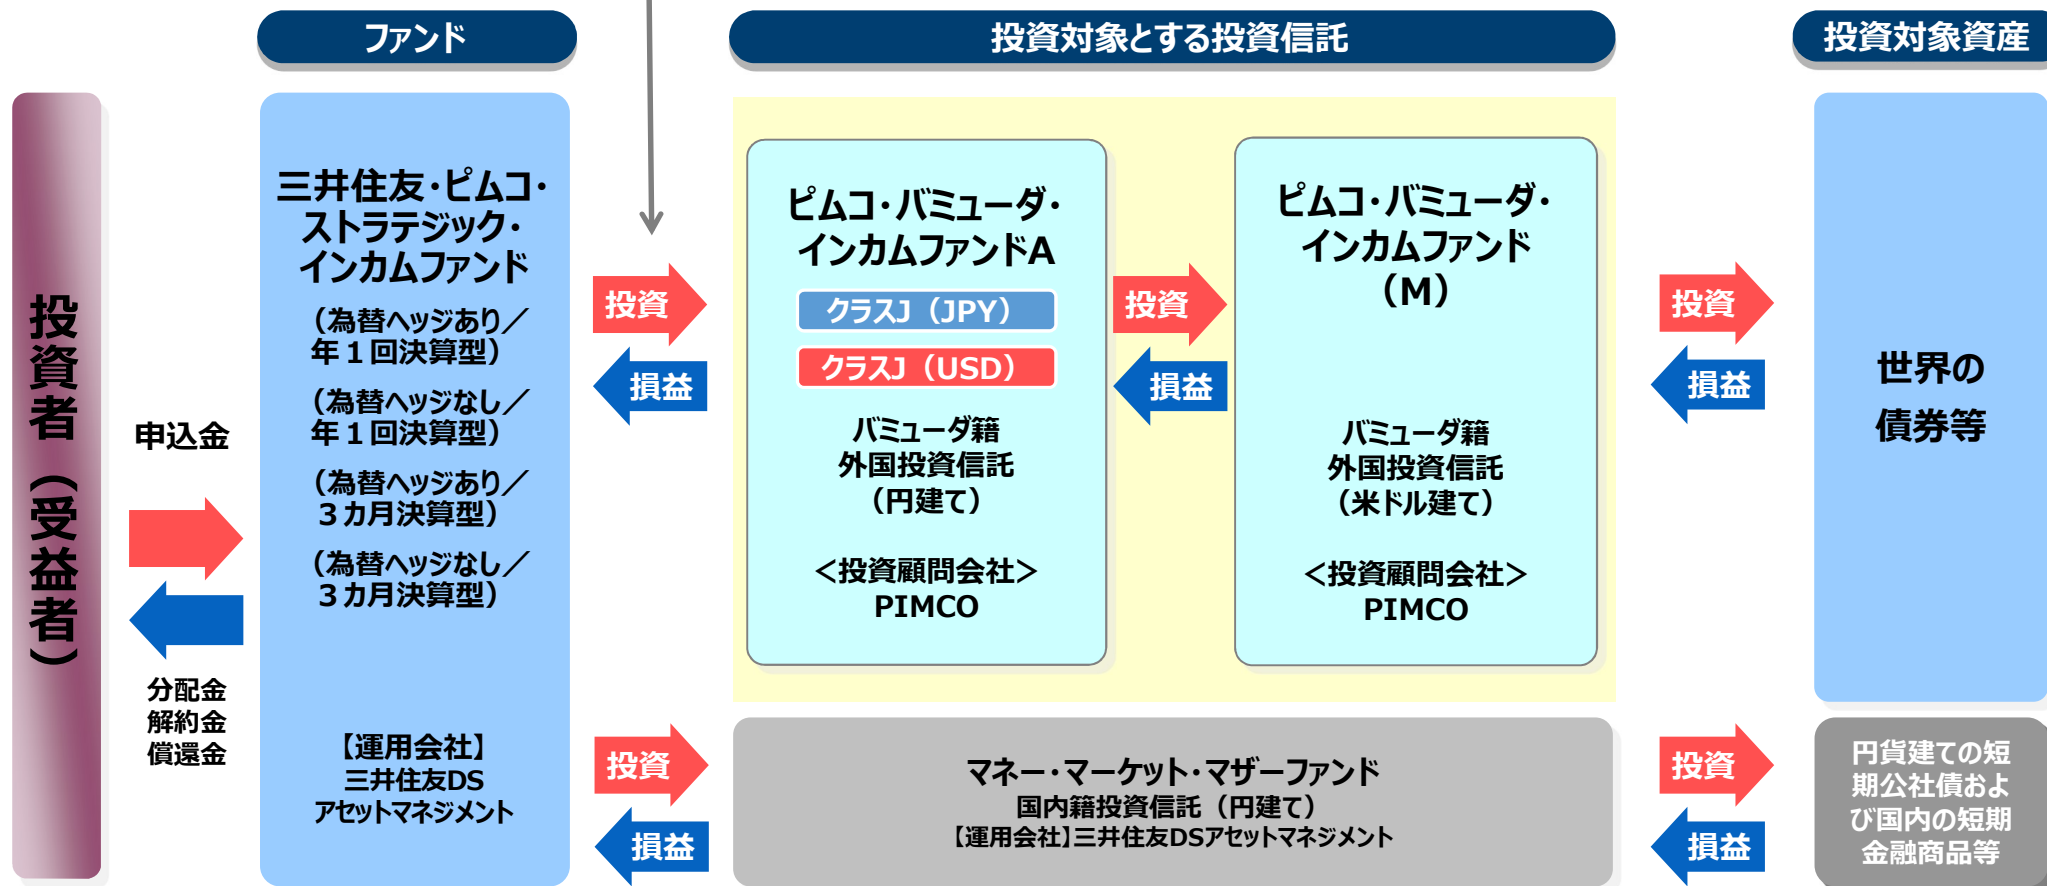 ファンド
投資対象とする投資信託
投資対象資産
投資者（受益者）
申込金
分配金
解約金
償還金
三井住友・ピムコ・
ストラテジック・
インカムファンド
（為替ヘッジあり／
年１回決算型）
（為替ヘッジなし／
年１回決算型）
（為替ヘッジあり／
３カ月決算型）
（為替ヘッジなし／
３カ月決算型）
【運用会社】
三井住友DS
アセットマネジメント
投資
損益
ピムコ・バミューダ・
インカムファンドA
クラスJ（JPY）
クラスJ（USD）
バミューダ籍
外国投資信託
（円建て）
＜投資顧問会社＞
PIMCO
投資
損益
ピムコ・バミューダ・
インカムファンド
（M）
バミューダ籍
外国投資信託
（米ドル建て）
＜投資顧問会社＞
PIMCO
投資
損益
世界の
債券等
投資
損益
マネー・マーケット・マザーファンド
国内籍投資信託（円建て）
【運用会社】三井住友DSアセットマネジメント
投資
損益
円貨建ての短
期公社債およ
び国内の短期
金融商品等